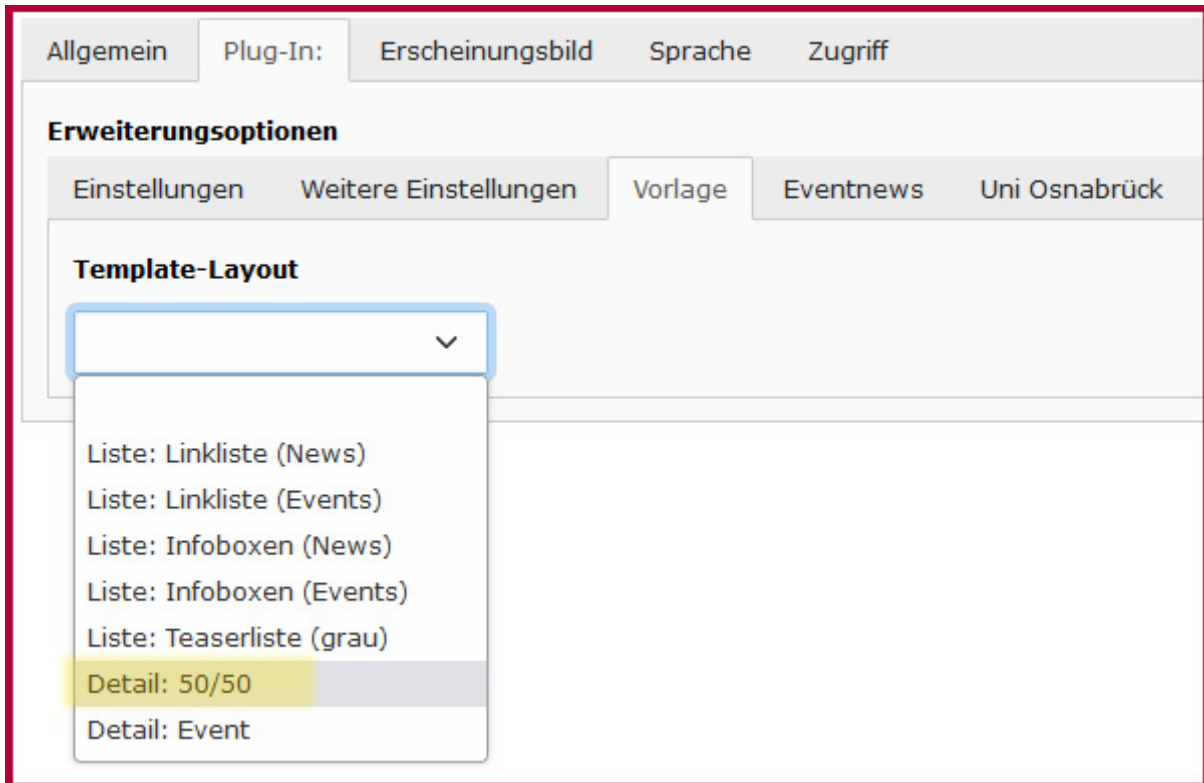 Allgemein Plug-In: Erscheinungsbild Sprache Zugriff
Erweiterungsoptionen
Einstellungen Weitere Einstellungen Vorlage Eventnews Uni Osnabrück
Template-Layout
Liste: Linkliste (News)
Liste: Linkliste (Events)
Liste: Infoboxen (News)
Liste: Infoboxen (Events)
Liste: Teaserliste (grau)
Detail: 50/50
Detail: Event